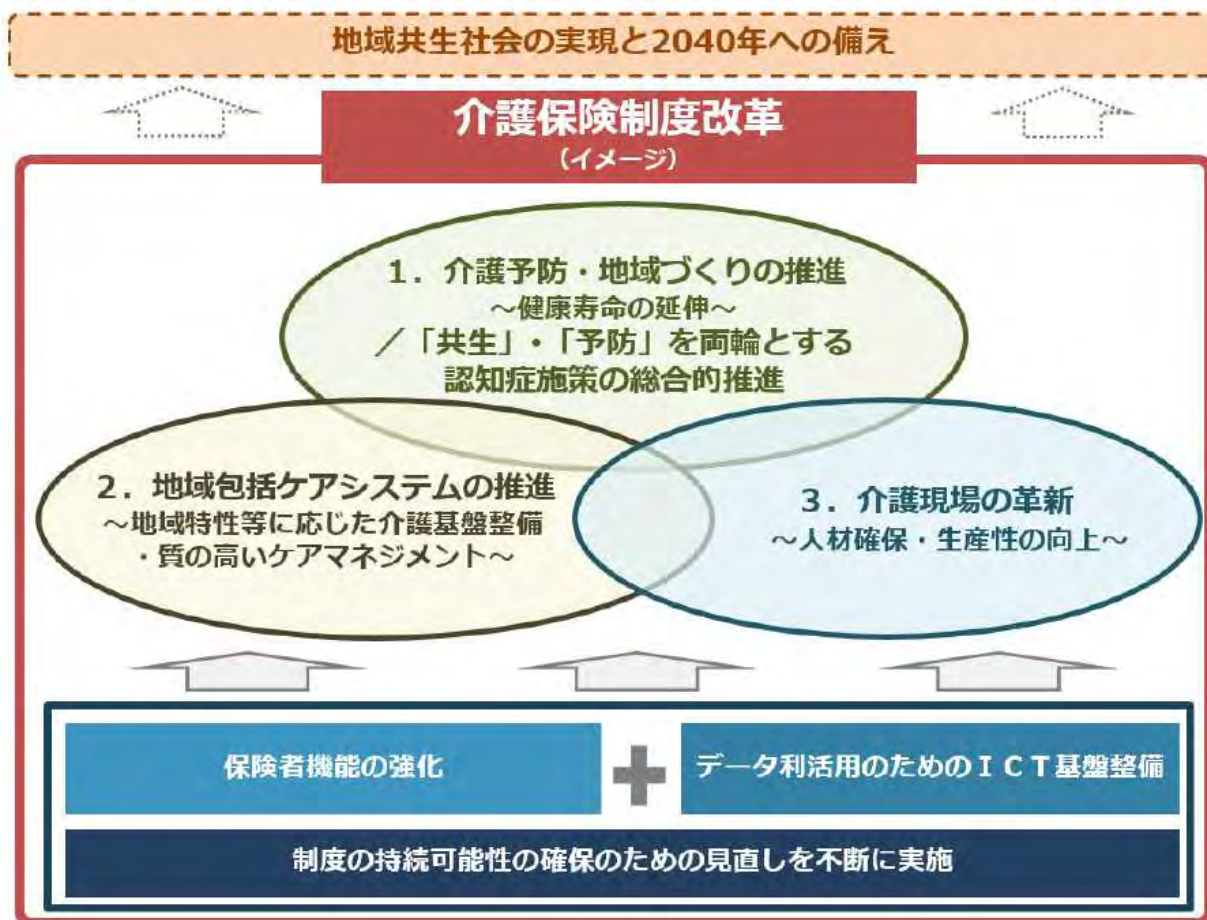 地域共生社会の実現と2040年への備え
介護保険制度改革
(イメージ)
1．介護予防・地域づくりの推進
～健康寿命の延伸～
／「共生」・「予防」を両輪とする
認知症施策の総合的推進
2．地域包括ケアシステムの推進
～地域特性等に応じた介護基盤整備
・質の高いケアマネジメント～
3．介護現場の革新
～人材確保・生産性の向上～
保険者機能の強化
データ利活用のためのＩＣＴ基盤整備
制度の持続可能性の確保のための見直しを不断に実施